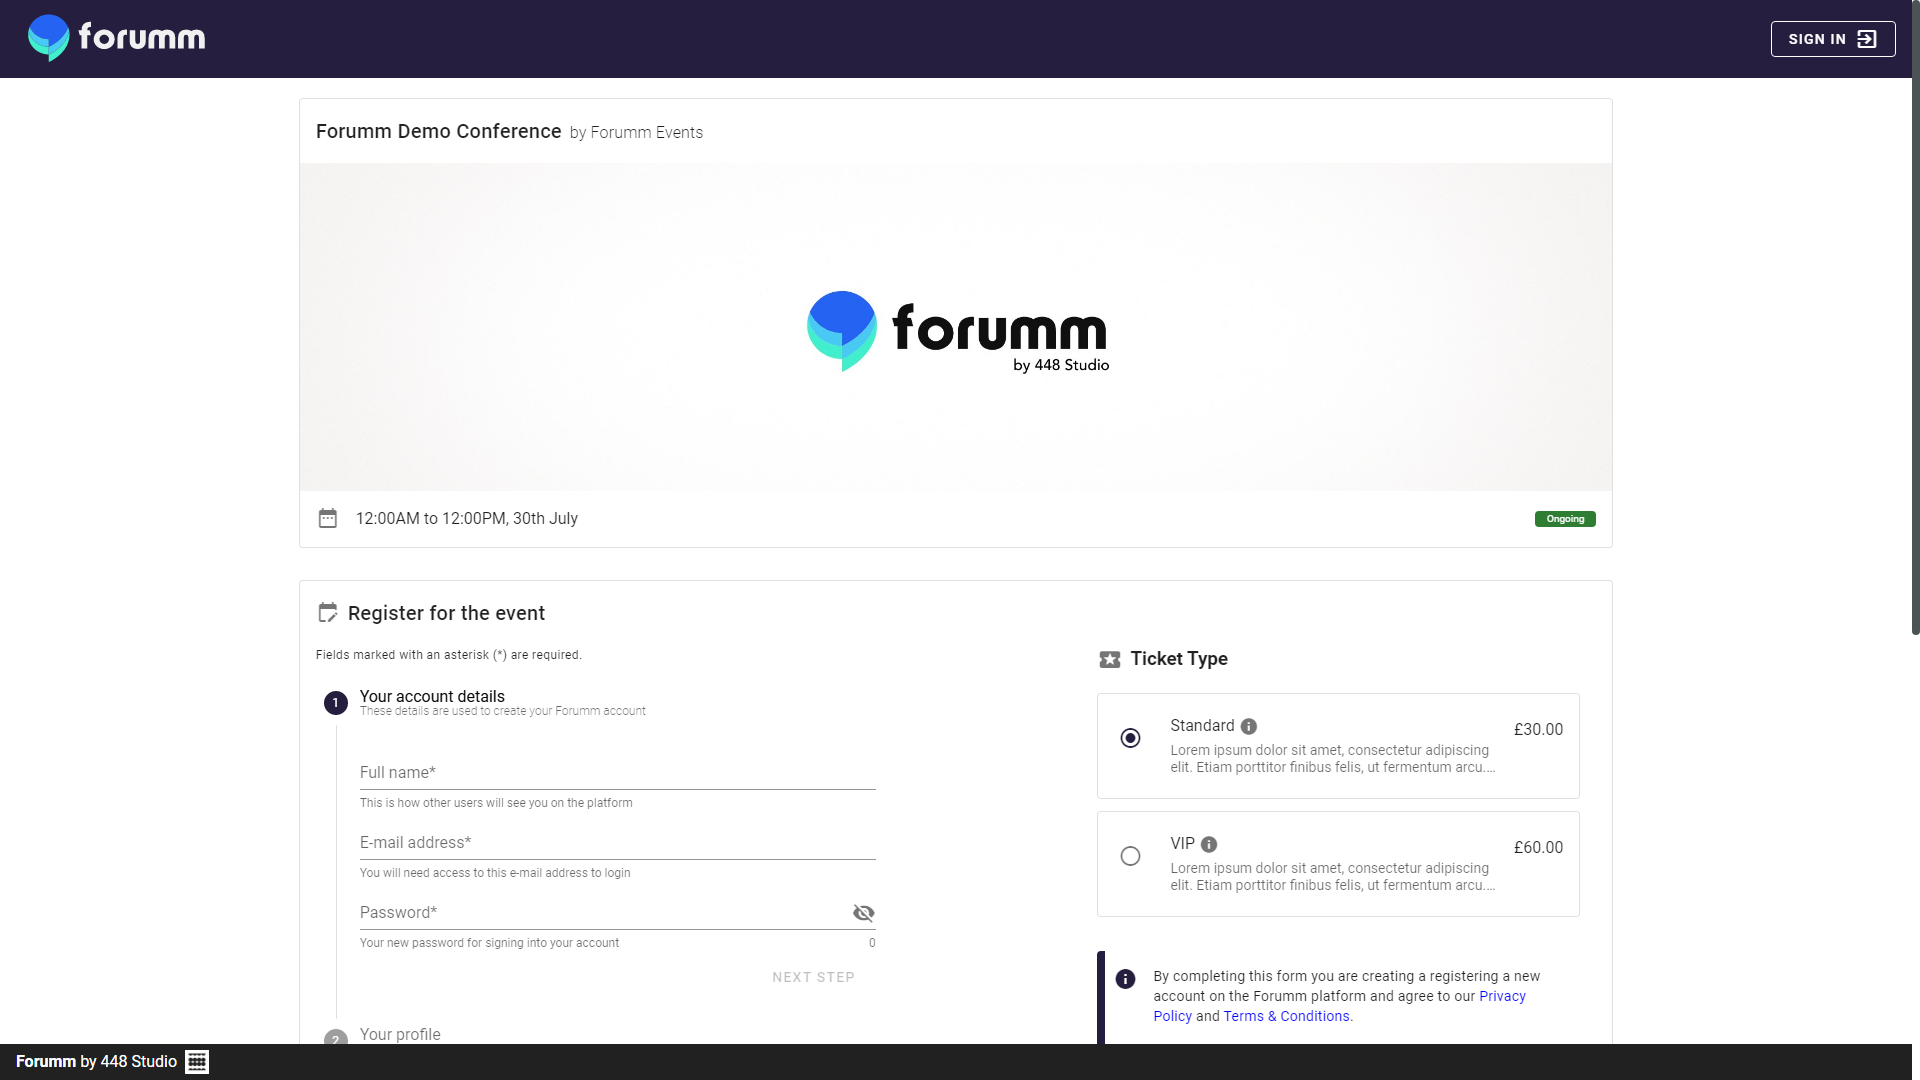 forumm
SIGN IN
Forumm Demo Conference by Forumm Events
forumm
by 448 Studio
12:00AM to 12:00PM, 30th July
Ongoing
Register for the event
Fields marked with an asterisk (*) are required.
1
Your account details
These details are used to create your Forumm account
Full name*
This is how other users will see you on the platform
E-mail address*
You will need access to this e-mail address to login
Password*
Your new password for signing into your account
0
NEXT STEP
2
Your profile
Ticket Type
Standard
£30.00
Lorem ipsum dolor sit amet, consectetur adipiscing
elit. Etiam porttitor finibus felis, ut fermentum arcu....
VIP
£60.00
Lorem ipsum dolor sit amet, consectetur adipiscing
elit. Etiam porttitor finibus felis, ut fermentum arcu....
By completing this form you are creating a registering a new
account on the Forumm platform and agree to our Privacy
Policy and Terms & Conditions.
Forumm by 448 Studio